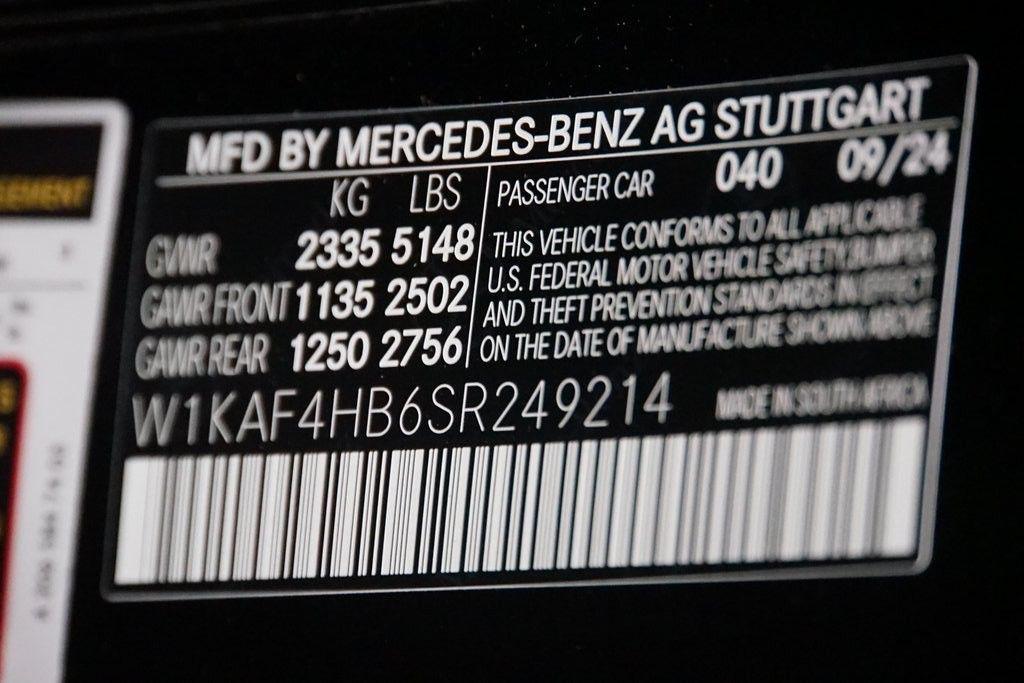 MFD BY MERCEDES-BENZ AG STUTTGART
KG LBS
PASSENGER CAR 040 09/24
GVWR 2335 5148
GAWR FRONT 1135 2502
GAWR REAR 1250 2756
THIS VEHICLE CONFORMS TO ALL APPLICABLE
U.S. FEDERAL MOTOR VEHICLE SAFETY,BUMPER
AND THEFT PREVENTION STANDARDS IN EFFECT
ON THE DATE OF MANUFACTURE SHOWN ABOVE
W1KAF4HB6SR249214
MADE IN SOUTH AFRICA